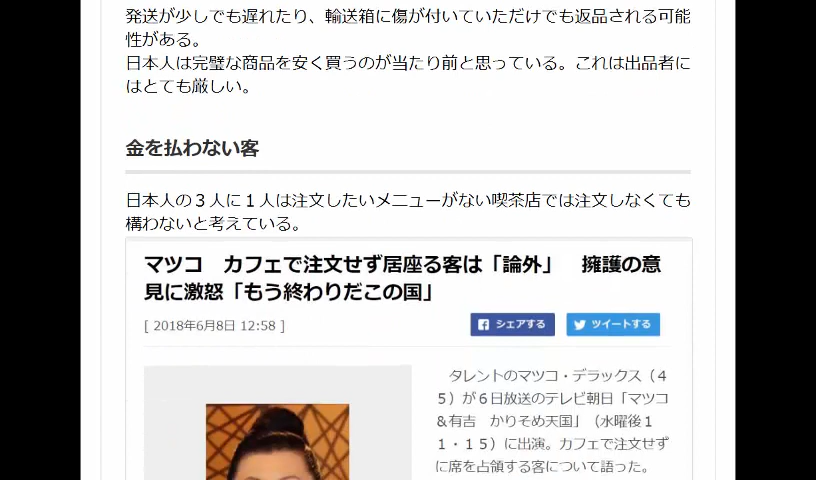 発送が少しでも遅れたり、輸送箱に傷が付いていただけでも返品される可能
性がある。
日本人は完璧な商品を安く買うのが当たり前と思っている。これは出品者に
はとても厳しい。
金を払わない客
日本人の３人に１人は注文したいメニューがない喫茶店では注文しなくても
構わないと考えている。
マツコ　カフェで注文せず居座る客は「論外」　擁護の意
見に激怒「もう終わりだこの国」
[ 2018年6月8日 12:58 ]
シェアする
ツイートする
タレントのマツコ・デラックス（４
５）が６日放送のテレビ朝日「マツコ
＆有吉　かりそめ天国」（水曜後１
１・１５）に出演。カフェで注文せず
に席を占領する客について語った。